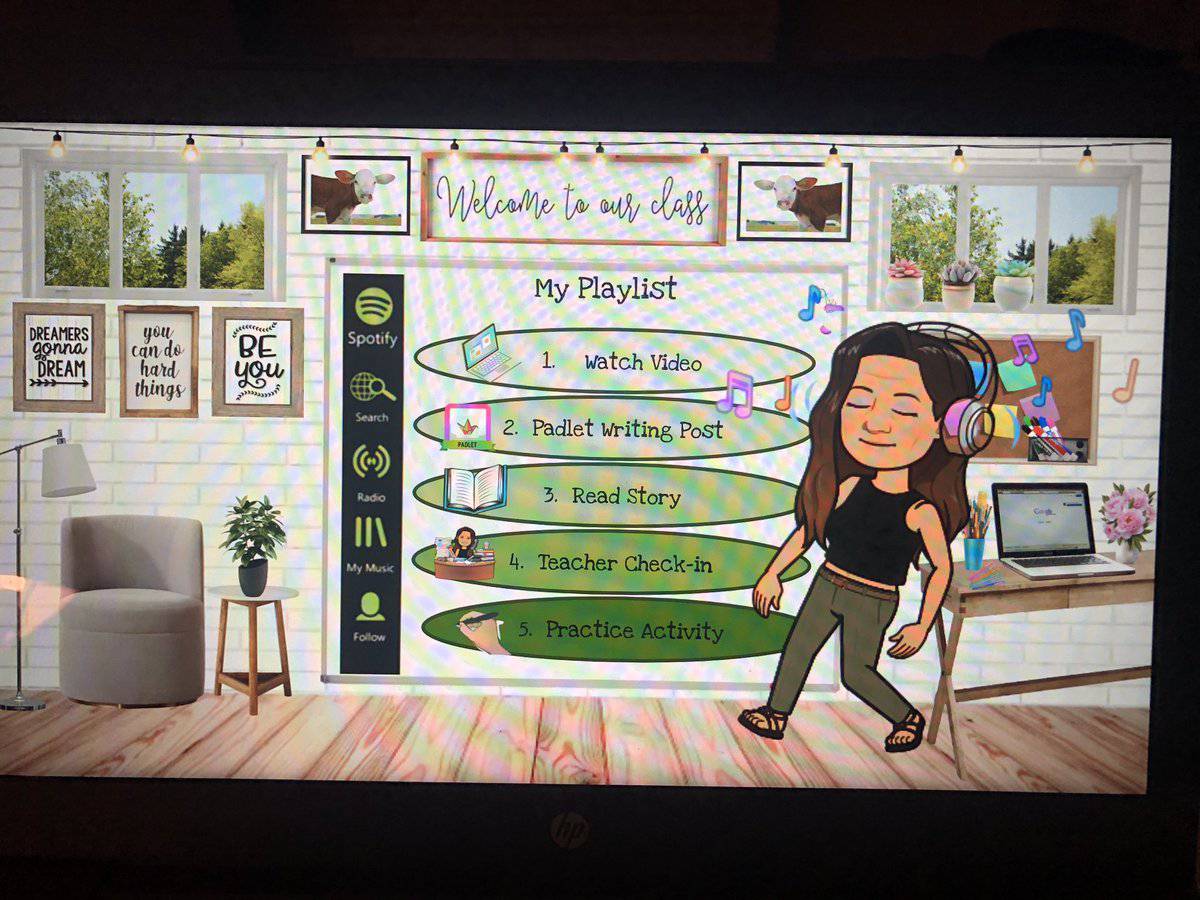 Welcome to our class
DREAMERS
gonna
DREAM
you
can do
hard
things
BE
YOU
Spotify
Search
Radio
My Music
Follow
My Playlist
1. Watch Video
PADLET
2. Padlet Writing Post
3. Read Story
4. Teacher Check-in
5. Practice Activity
Google
hp